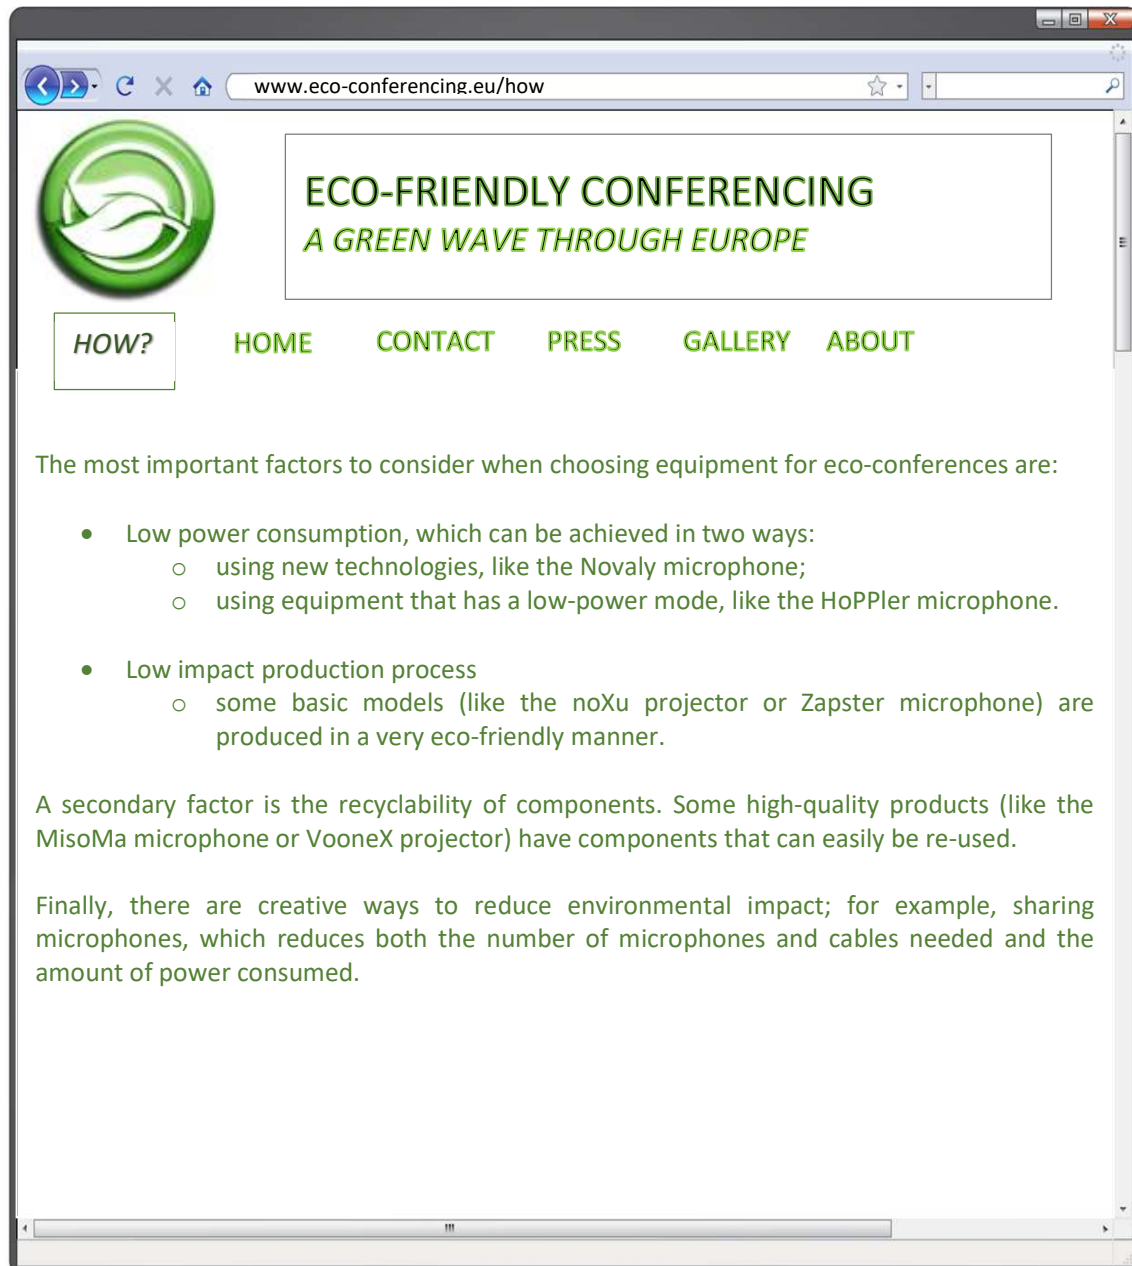 www.eco-conferencing.eu/how
ECO-FRIENDLY CONFERENCING
A GREEN WAVE THROUGH EUROPE
HOW? HOME CONTACT PRESS GALLERY ABOUT
The most important factors to consider when choosing equipment for eco-conferences are:
• Low power consumption, which can be achieved in two ways:
o using new technologies, like the Novaly microphone;
o using equipment that has a low-power mode, like the HoPPler microphone.
• Low impact production process
o some basic models (like the noXu projector or Zapster microphone) are
produced in a very eco-friendly manner.
A secondary factor is the recyclability of components. Some high-quality products (like the
MisoMa microphone or VooneX projector) have components that can easily be re-used.
Finally, there are creative ways to reduce environmental impact; for example, sharing
microphones, which reduces both the number of microphones and cables needed and the
amount of power consumed.